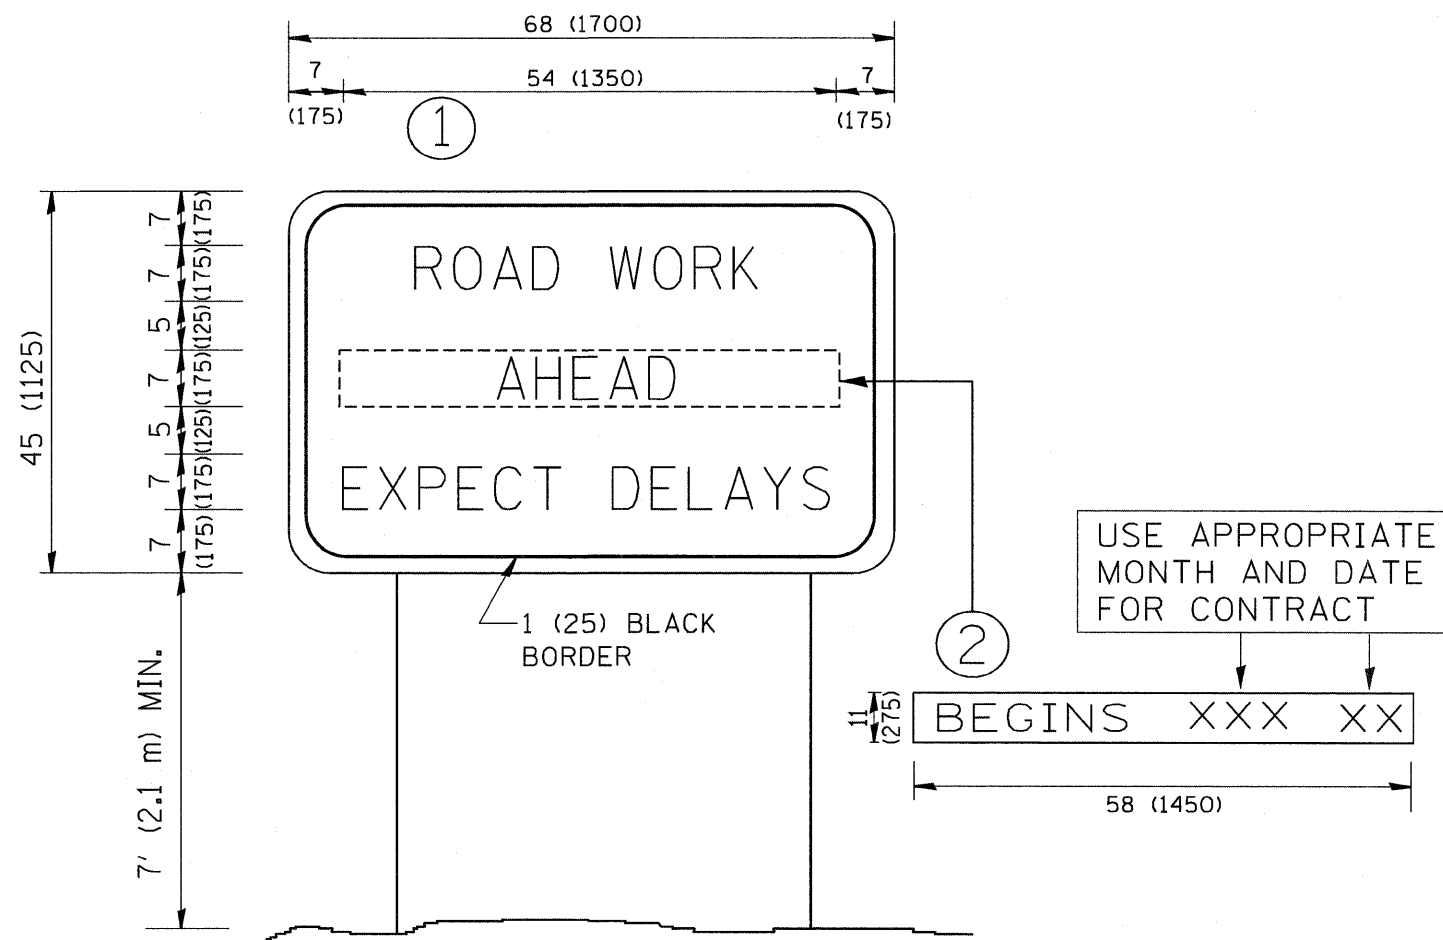 68 (1700)
7
54 (1350)
7
(175)
(175)
1
7 (175)
7 (175)
5 (125)
7 (175)
5 (125)
7 (175)
7 (175)
45 (1125)
ROAD WORK
AHEAD
EXPECT DELAYS
1 (25) BLACK
BORDER
7' (2.1 m) MIN.
2
USE APPROPRIATE
MONTH AND DATE
FOR CONTRACT
11
(275)
BEGINS XXX XX
58 (1450)